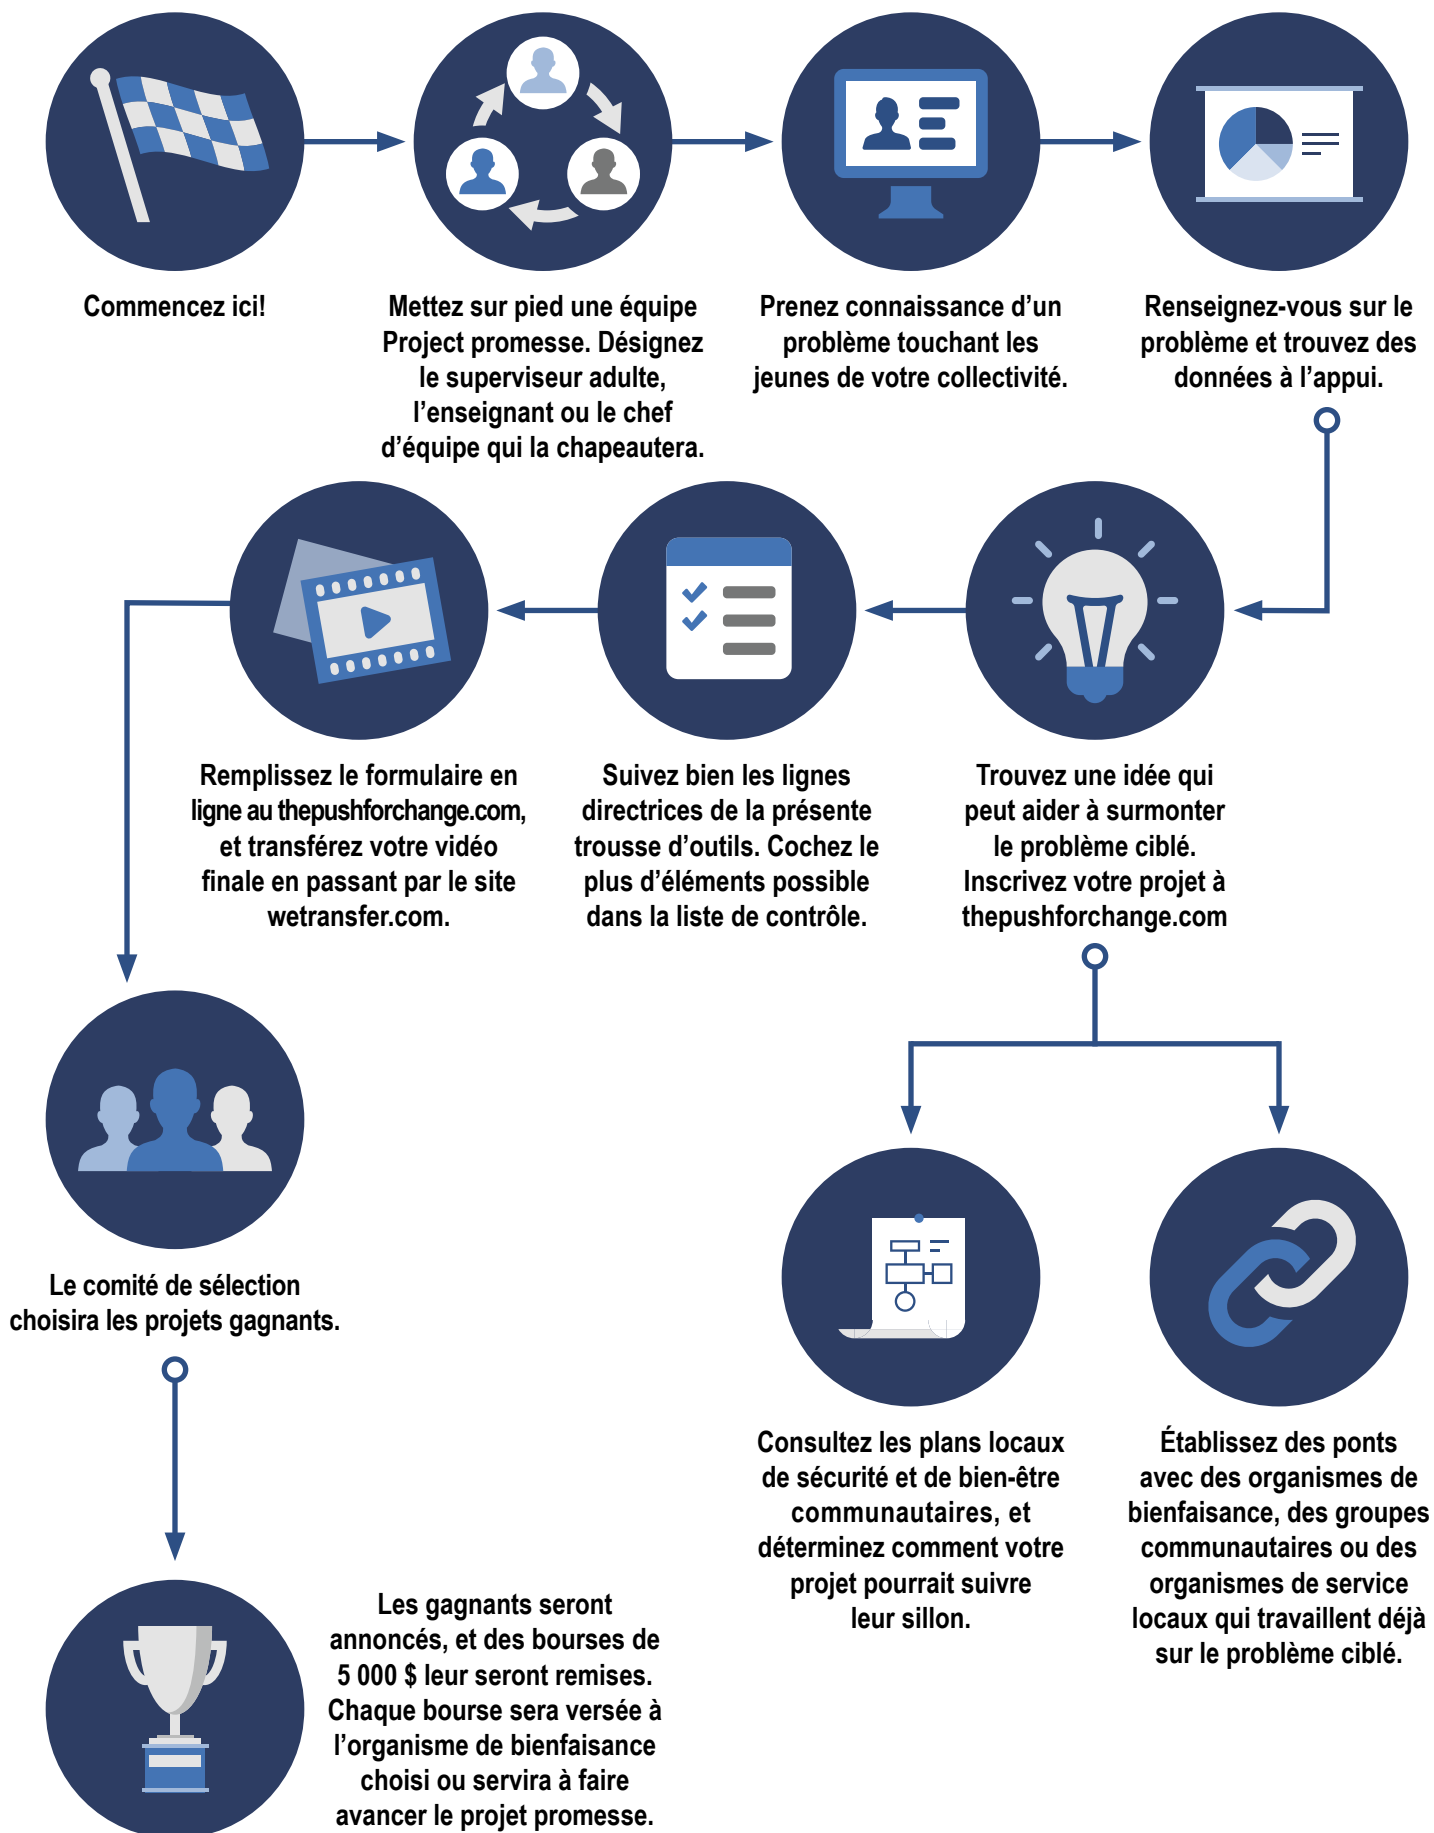 Commencez ici!
Mettez sur pied une équipe
Project promesse. Désignez
le superviseur adulte,
l’enseignant ou le chef
d’équipe qui la chapeautera.
Prenez connaissance d’un
problème touchant les
jeunes de votre collectivité.
Renseignez-vous sur le
problème et trouvez des
données à l’appui.
Trouvez une idée qui
peut aider à surmonter
le problème ciblé.
Inscrivez votre projet à
thepushforchange.com
Consultez les plans locaux
de sécurité et de bien-être
communautaires, et
déterminez comment votre
projet pourrait suivre
leur sillon.
Établissez des ponts
avec des organismes de
bienfaisance, des groupes
communautaires ou des
organismes de service
locaux qui travaillent déjà
sur le problème ciblé.
Suivez bien les lignes
directrices de la présente
trousse d’outils. Cochez le
plus d’éléments possible
dans la liste de contrôle.
Remplissez le formulaire en
ligne au thepushforchange.com,
et transférez votre vidéo
finale en passant par le site
wetransfer.com.
Le comité de sélection
choisira les projets gagnants.
Les gagnants seront
annoncés, et des bourses de
5 000 $ leur seront remises.
Chaque bourse sera versée à
l’organisme de bienfaisance
choisi ou servira à faire
avancer le projet promesse.